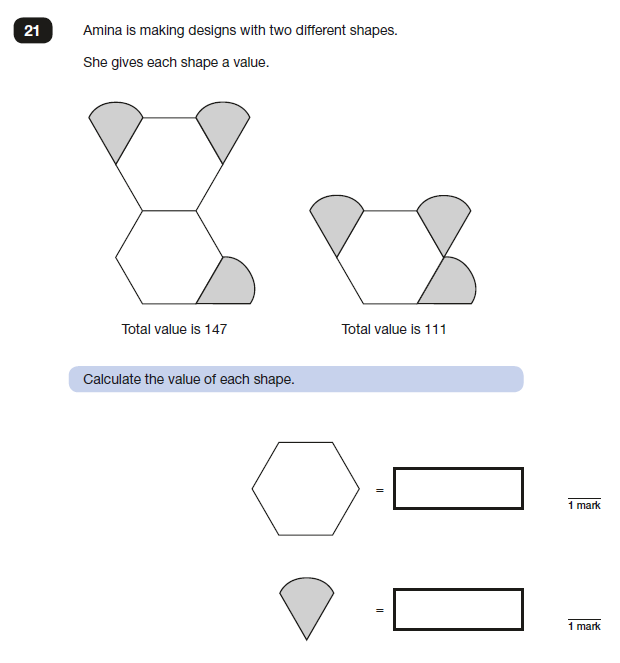 21
Amina is making designs with two different shapes.
She gives each shape a value.
Total value is 147
Total value is 111
Calculate the value of each shape.
=
1 mark
=
1 mark